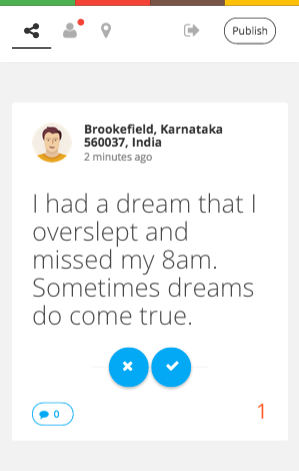 Publish
Brookefield, Karnataka
560037, India
2 minutes ago
I had a dream that I
overslept and
missed my 8am.
Sometimes dreams
do come true.
0
1